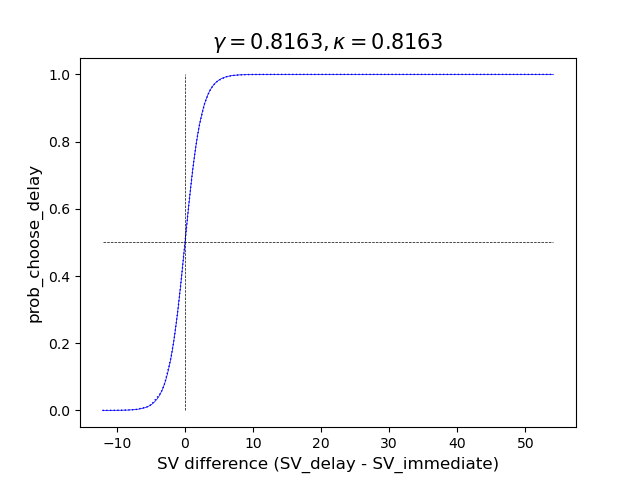 γ = 0.8163, κ = 0.8163
1.0
0.8
0.6
0.4
0.2
0.0
prob_choose_delay
−10 0 10 20 30 40 50
SV difference (SV_delay - SV_immediate)